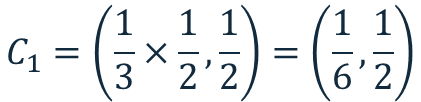 C₁ = (1/3 × 1/2, 1/2) = (1/6, 1/2)